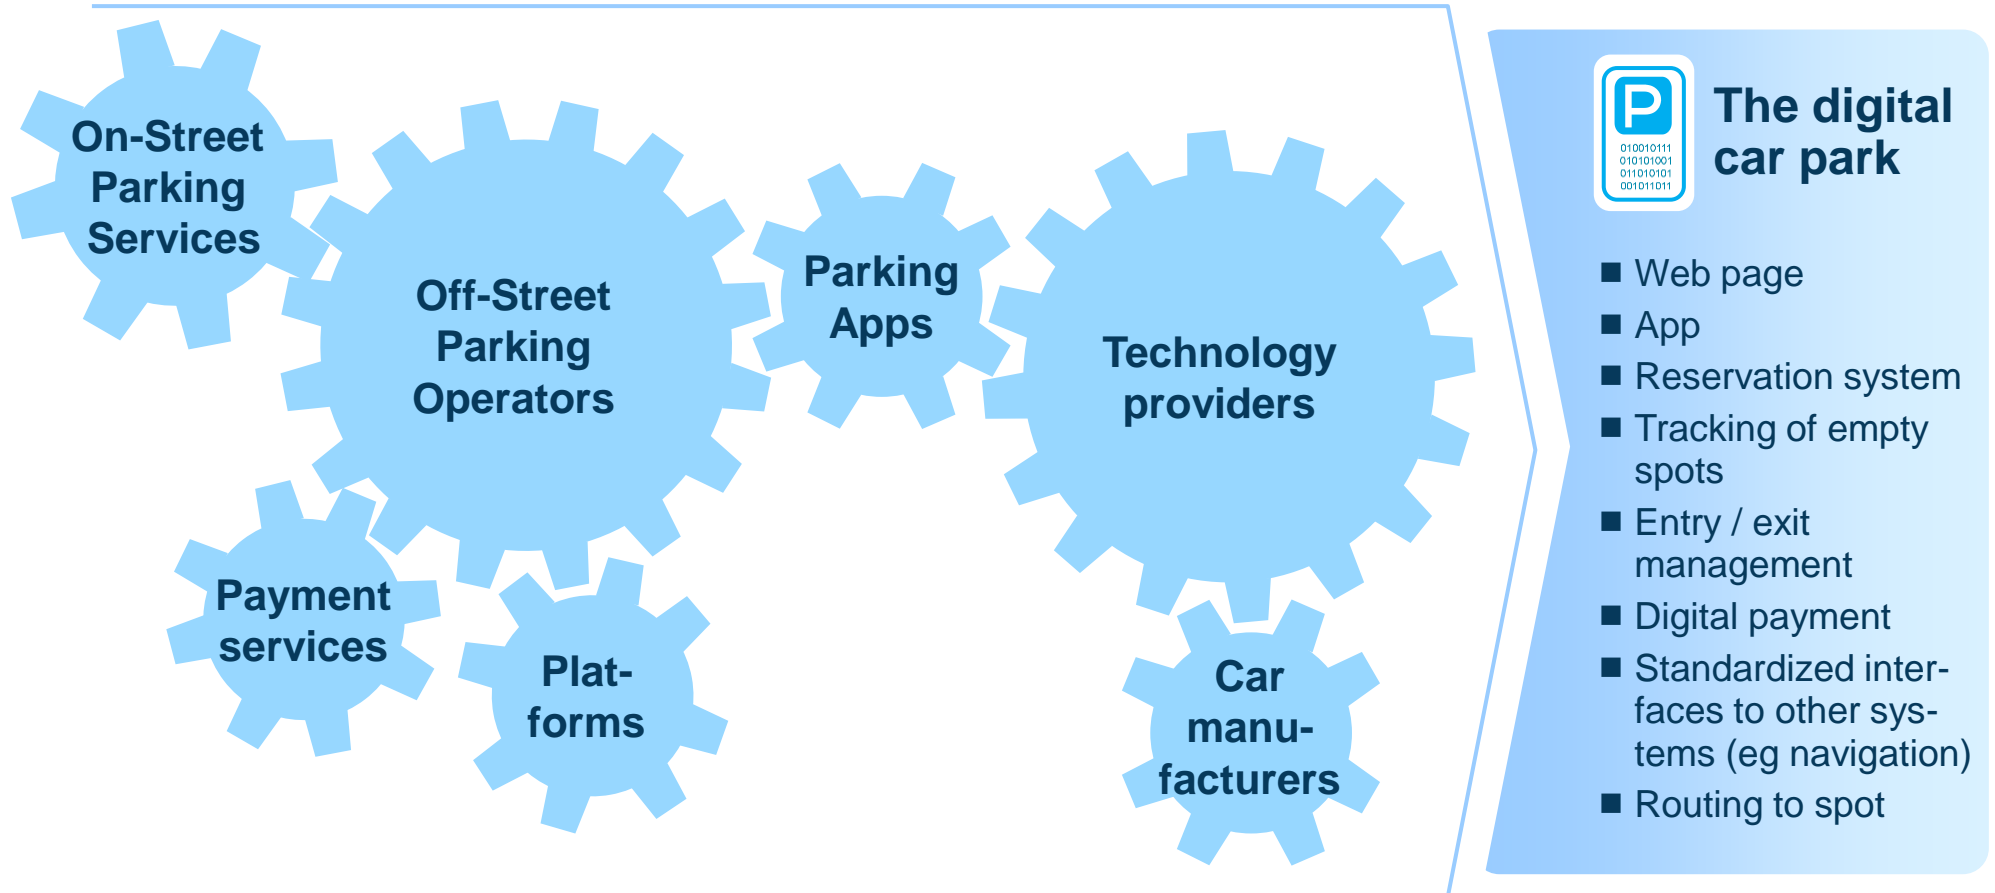 On-Street
Parking
Services
Off-Street
Parking
Operators
Parking
Apps
Technology
providers
Payment
services
Plat-
forms
Car
manu-
facturers
P
010010111
010101001
011010101
001011011
The digital
car park
■ Web page
■ App
■ Reservation system
■ Tracking of empty
spots
■ Entry / exit
management
■ Digital payment
■ Standardized inter-
faces to other sys-
tems (eg navigation)
■ Routing to spot